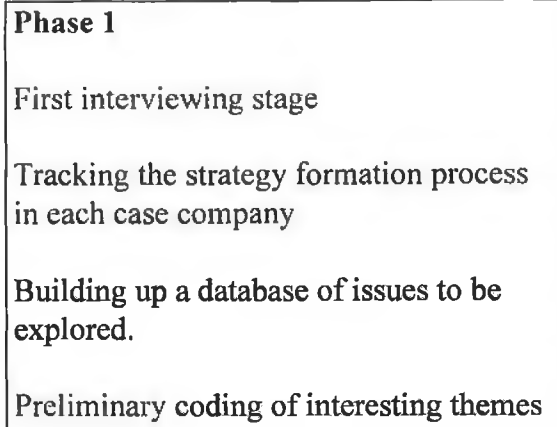 Phase 1
First interviewing stage
Tracking the strategy formation process
in each case company
Building up a database of issues to be
explored.
Preliminary coding of interesting themes